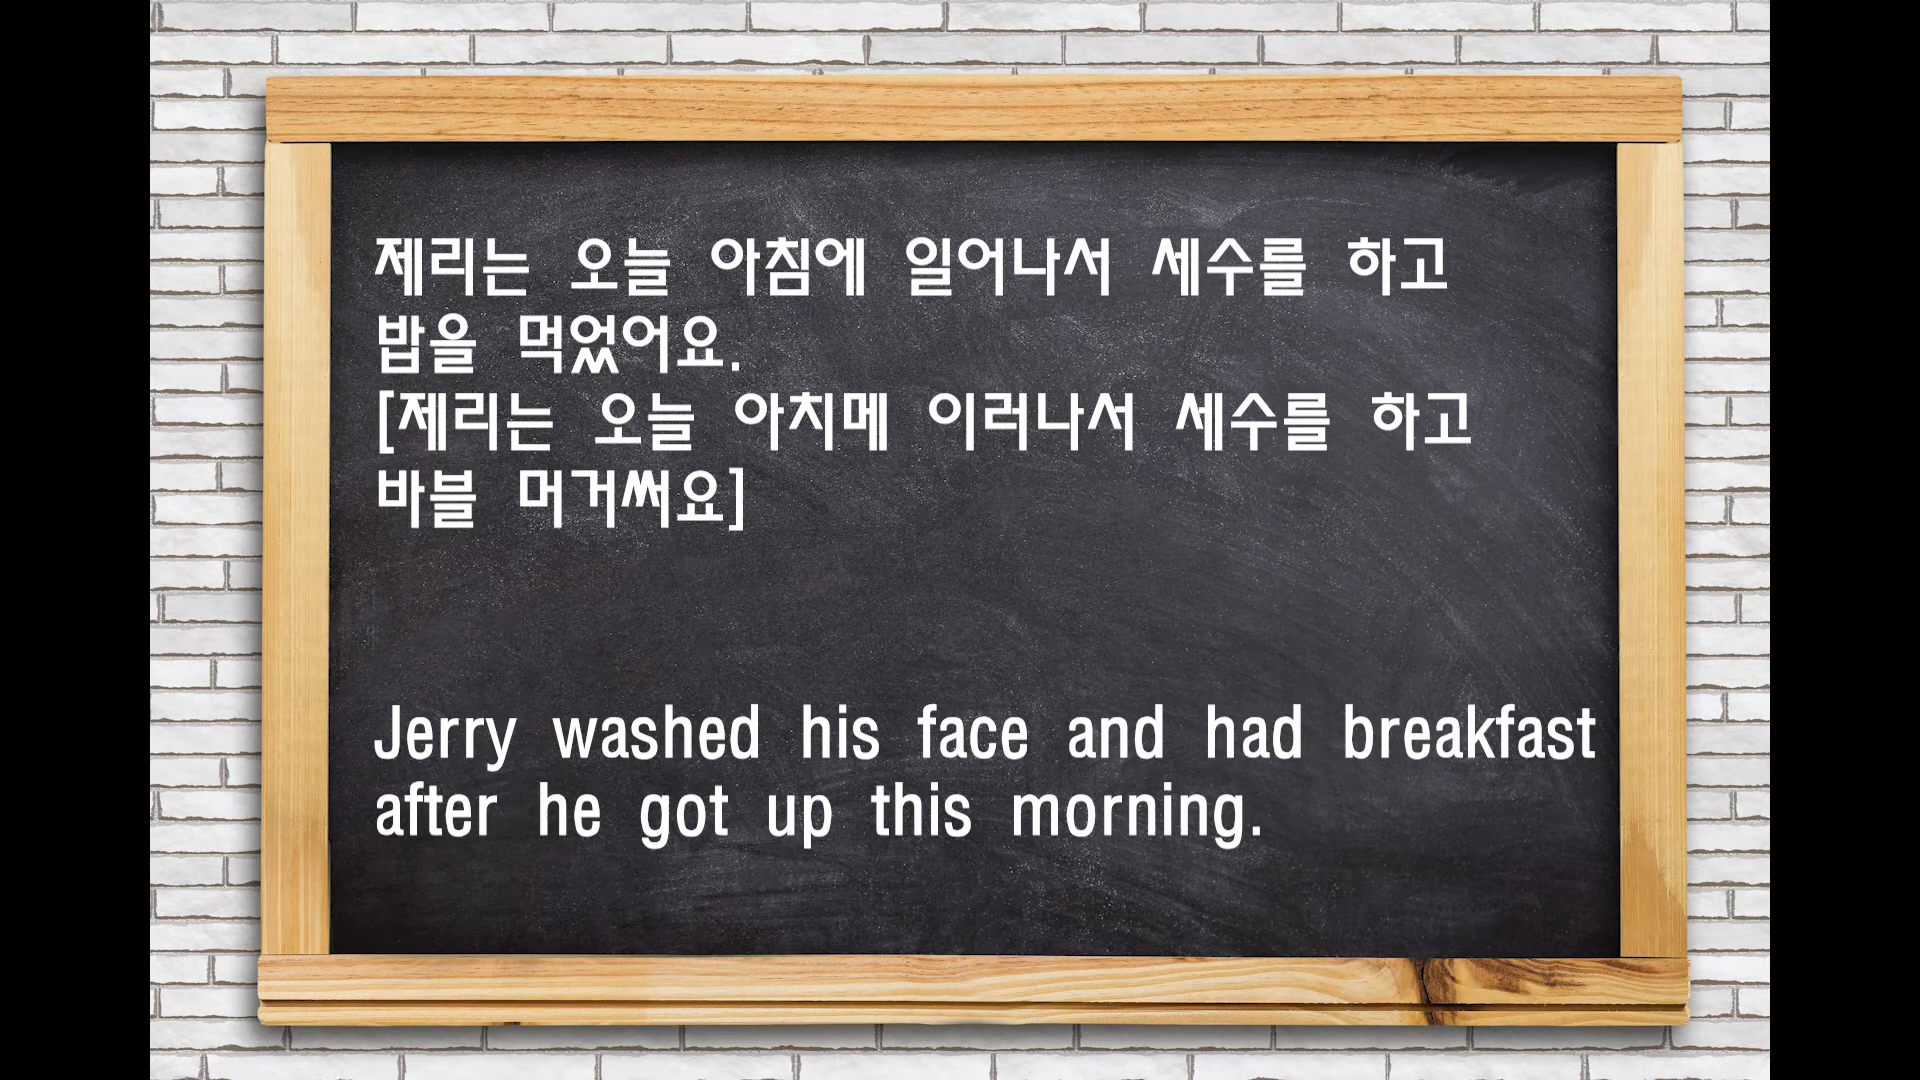 제리는 오늘 아침에 일어나서 세수를 하고
밥을 먹었어요.
[제리는 오늘 아치메 이러나서 세수를 하고
바블 머거써요]
Jerry washed his face and had breakfast
after he got up this morning.